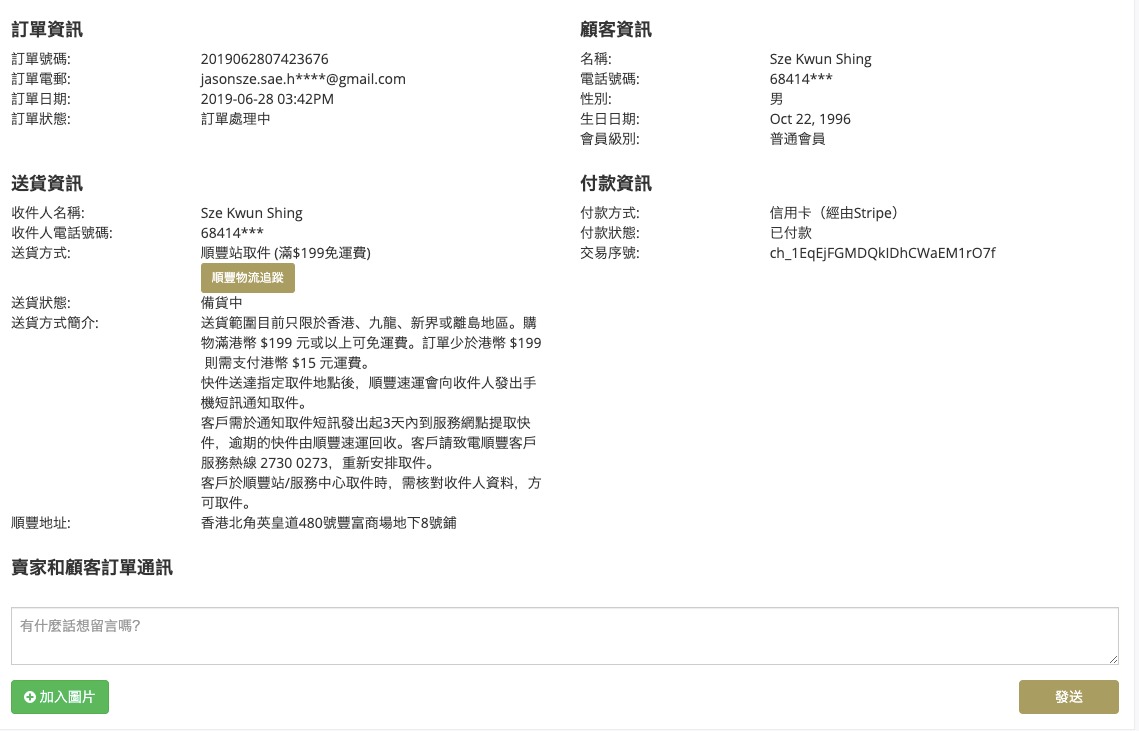 訂單資訊
訂單號碼: 2019062807423676
訂單電郵: jasonsze.sae.h****@gmail.com
訂單日期: 2019-06-28 03:42PM
訂單狀態: 訂單處理中
顧客資訊
名稱: Sze Kwun Shing
電話號碼: 68414***
性別: 男
生日日期: Oct 22, 1996
會員級別: 普通會員
送貨資訊
收件人名稱: Sze Kwun Shing
收件人電話號碼: 68414***
送貨方式: 順豐站取件 (滿$199免運費)
順豐物流追蹤
送貨狀態: 備貨中
送貨方式簡介: 送貨範圍目前只限於香港、九龍、新界或離島地區。購
物滿港幣 $199 元或以上可免運費。訂單少於港幣 $199
則需支付港幣 $15 元運費。
快件送達指定取件地點後，順豐速運會向收件人發出手
機短訊通知取件。
客戶需於通知取件短訊發出起3天內到服務網點提取快
件，逾期的快件由順豐速運回收。客戶請致電順豐客戶
服務熱線 2730 0273，重新安排取件。
客戶於順豐站/服務中心取件時，需核對收件人資料，方
可取件。
順豐地址: 香港北角英皇道480號豐富商場地下8號鋪
付款資訊
付款方式: 信用卡（經由Stripe）
付款狀態: 已付款
交易序號: ch_1EqEjFGMDQkIDhCWaEM1rO7f
賣家和顧客訂單通訊
有什麼話想留言嗎?
加入圖片
發送